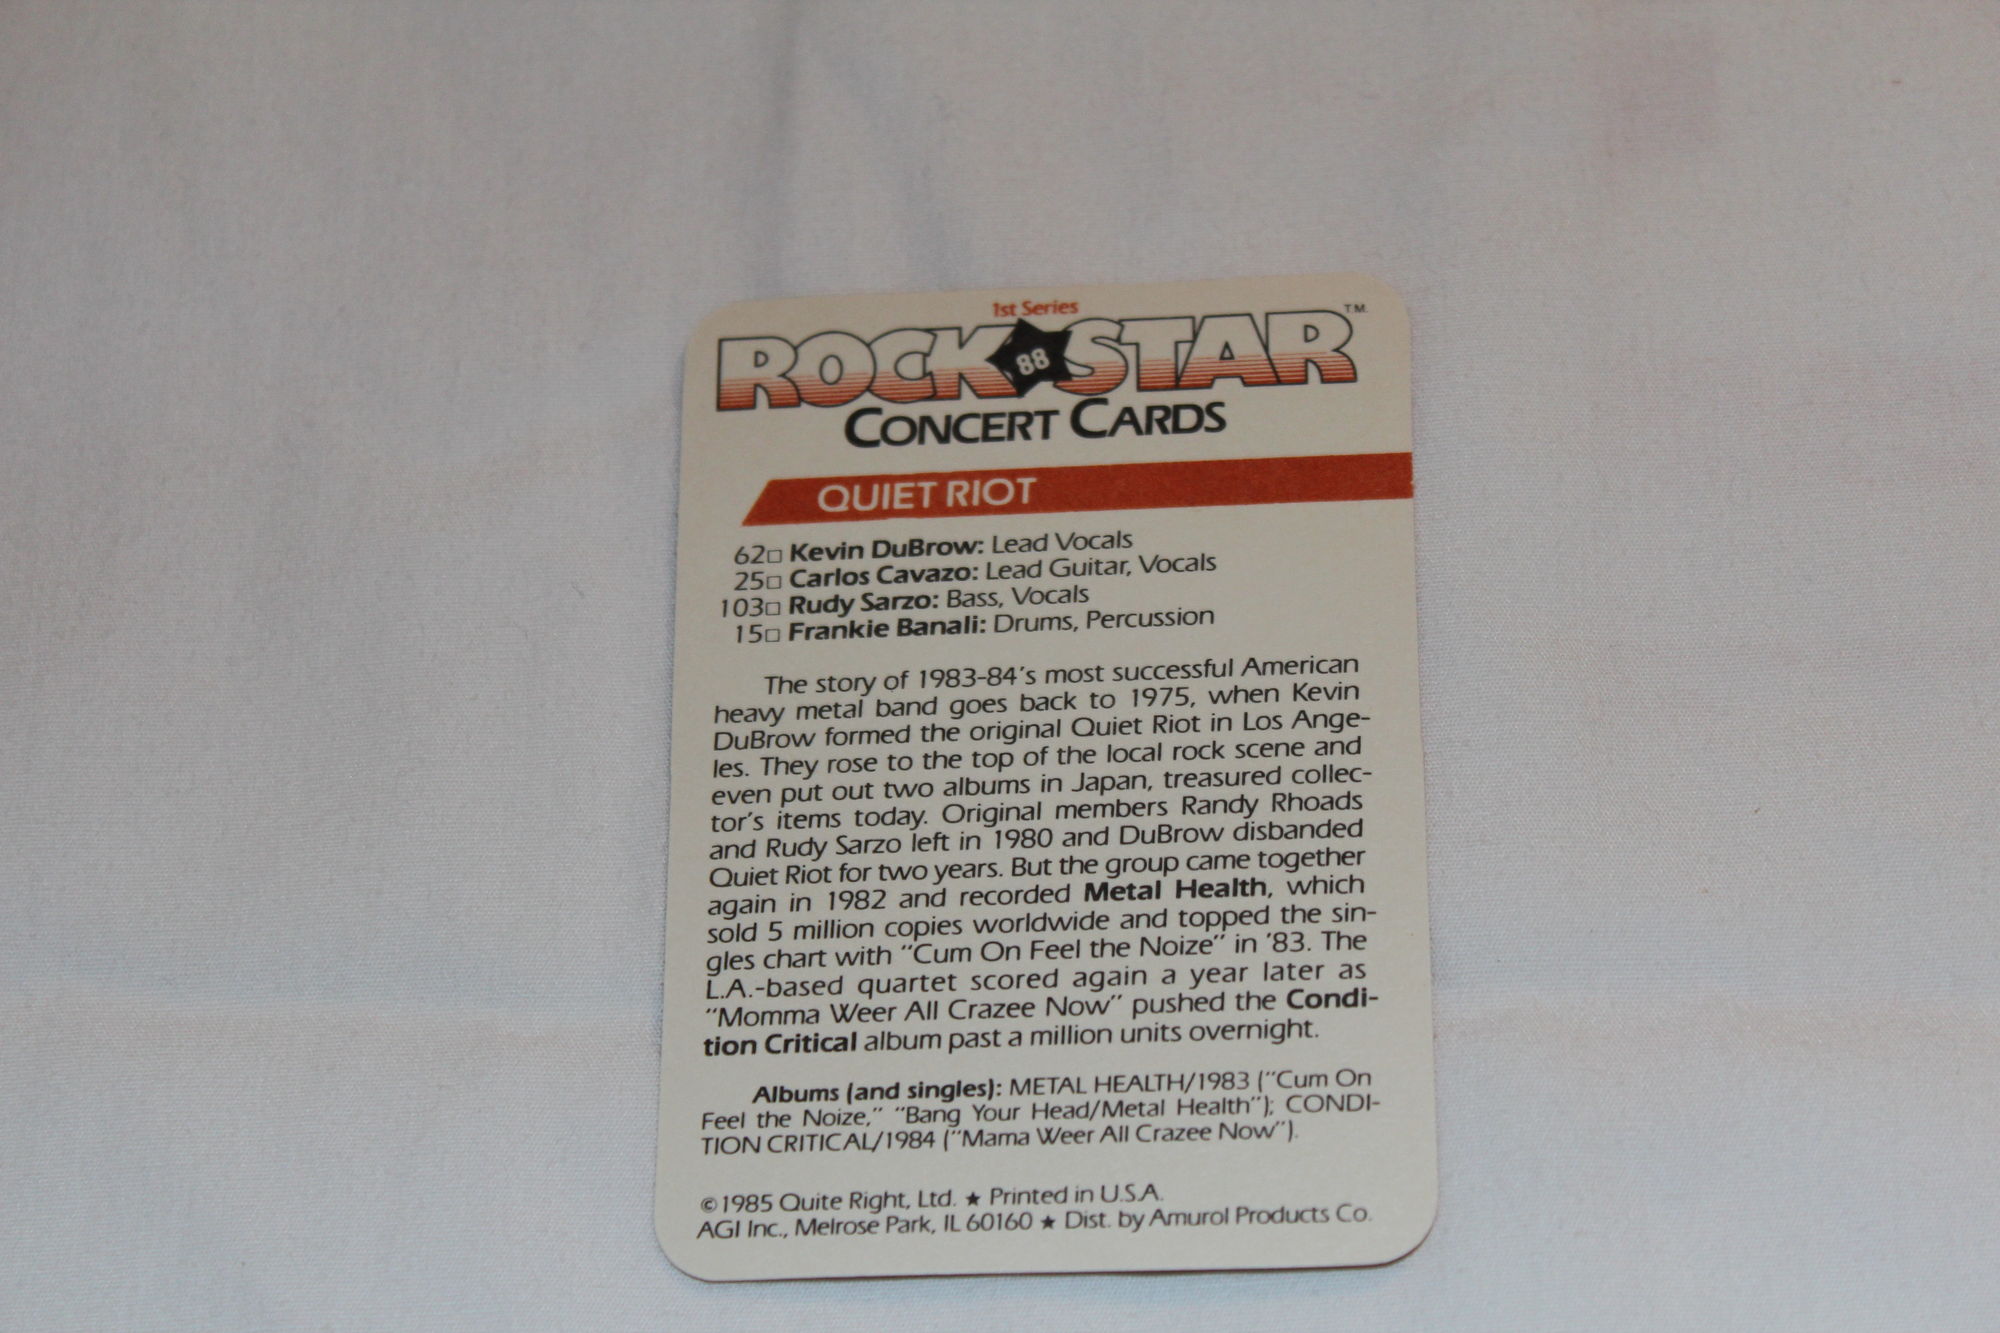 1st Series
ROCK 88 STAR T.M.
CONCERT CARDS
QUIET RIOT
62□ Kevin DuBrow: Lead Vocals
25□ Carlos Cavazo: Lead Guitar, Vocals
103□ Rudy Sarzo: Bass, Vocals
15□ Frankie Banali: Drums, Percussion
The story of 1983-84's most successful American
heavy metal band goes back to 1975, when Kevin
DuBrow formed the original Quiet Riot in Los Ange-
les. They rose to the top of the local rock scene and
even put out two albums in Japan, treasured collec-
tor's items today. Original members Randy Rhoads
and Rudy Sarzo left in 1980 and DuBrow disbanded
Quiet Riot for two years. But the group came together
again in 1982 and recorded Metal Health, which
sold 5 million copies worldwide and topped the sin-
gles chart with "Cum On Feel the Noize" in '83. The
L.A.-based quartet scored again a year later as
"Momma Weer All Crazee Now" pushed the Condi-
tion Critical album past a million units overnight.
Albums (and singles): METAL HEALTH/1983 ("Cum On
Feel the Noize," "Bang Your Head/Metal Health"); CONDI-
TION CRITICAL/1984 ("Mama Weer All Crazee Now").
©1985 Quite Right, Ltd. ★ Printed in U.S.A.
AGI Inc., Melrose Park, IL 60160 ★ Dist. by Amurol Products Co.